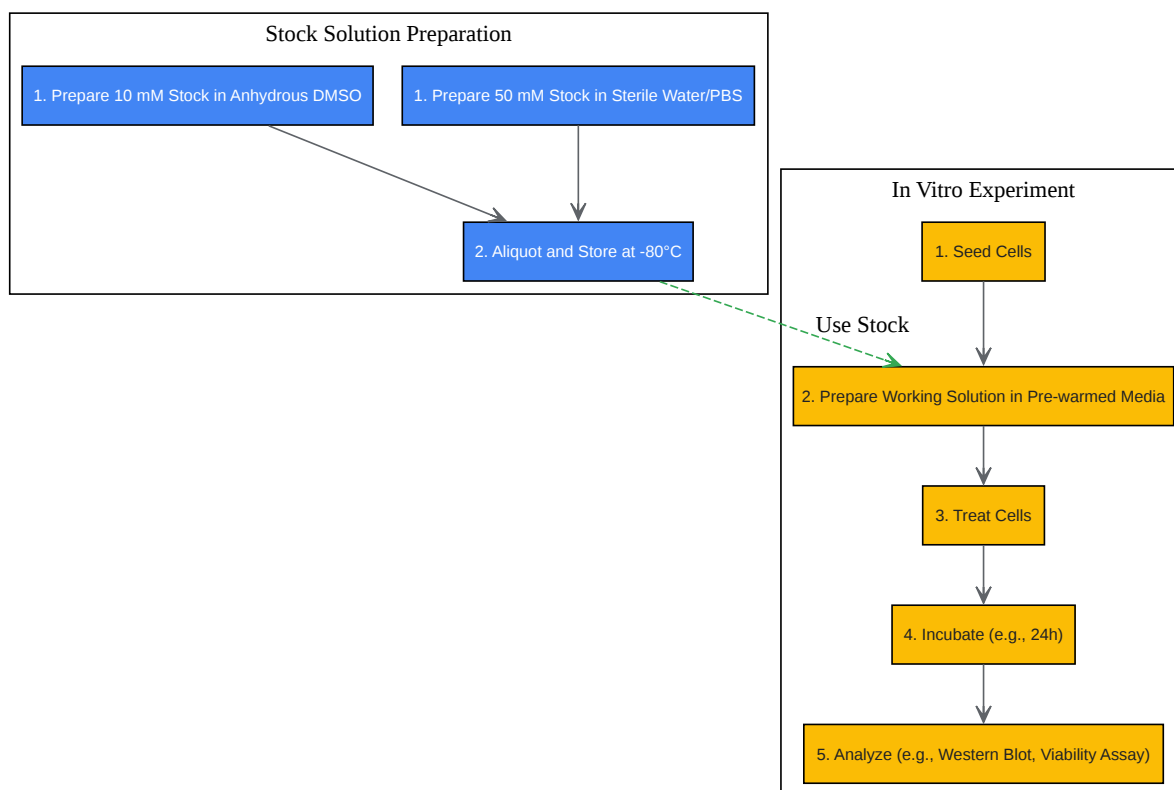 Stock Solution Preparation
1. Prepare 10 mM Stock in Anhydrous DMSO
1. Prepare 50 mM Stock in Sterile Water/PBS
2. Aliquot and Store at -80°C
In Vitro Experiment
1. Seed Cells
Use Stock
2. Prepare Working Solution in Pre-warmed Media
3. Treat Cells
4. Incubate (e.g., 24h)
5. Analyze (e.g., Western Blot, Viability Assay)